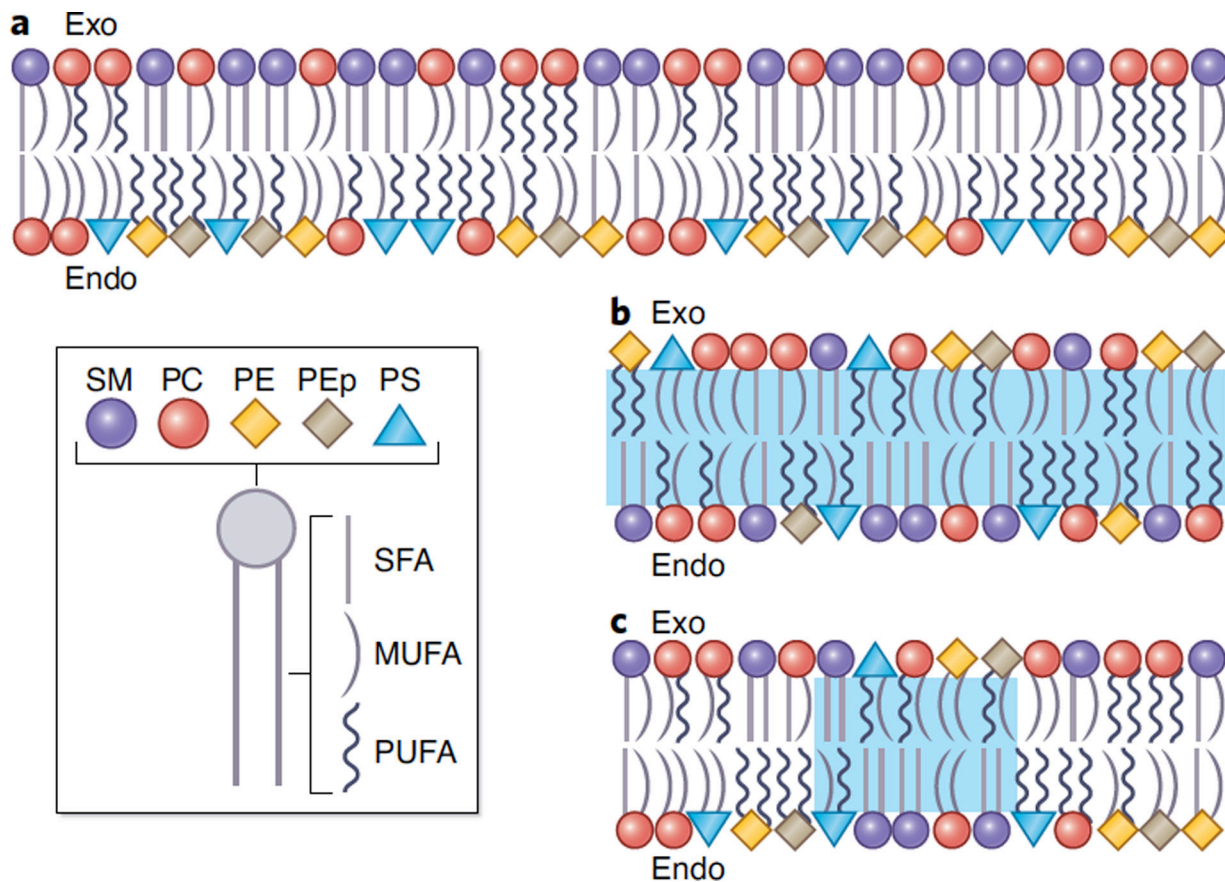 a Exo
Endo
SM PC PE PEp PS
SFA
MUFA
PUFA
b Exo
Endo
c Exo
Endo